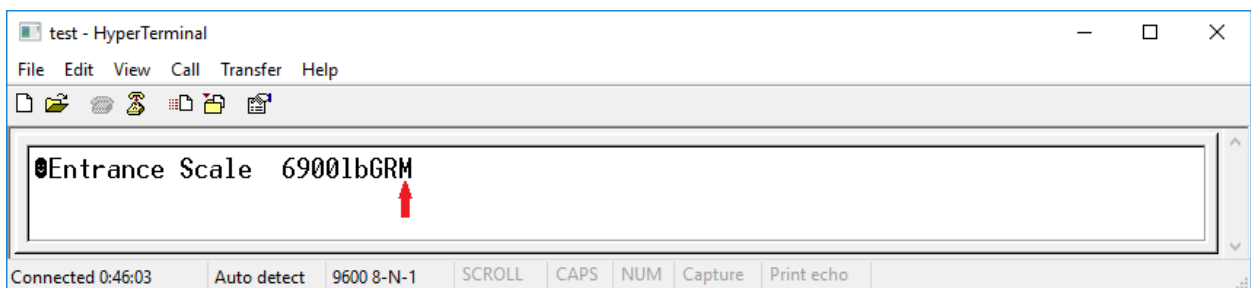 test - HyperTerminal
File Edit View Call Transfer Help
☻Entrance Scale  6900lbGRM
Connected 0:46:03 Auto detect 9600 8-N-1 SCROLL CAPS NUM Capture Print echo